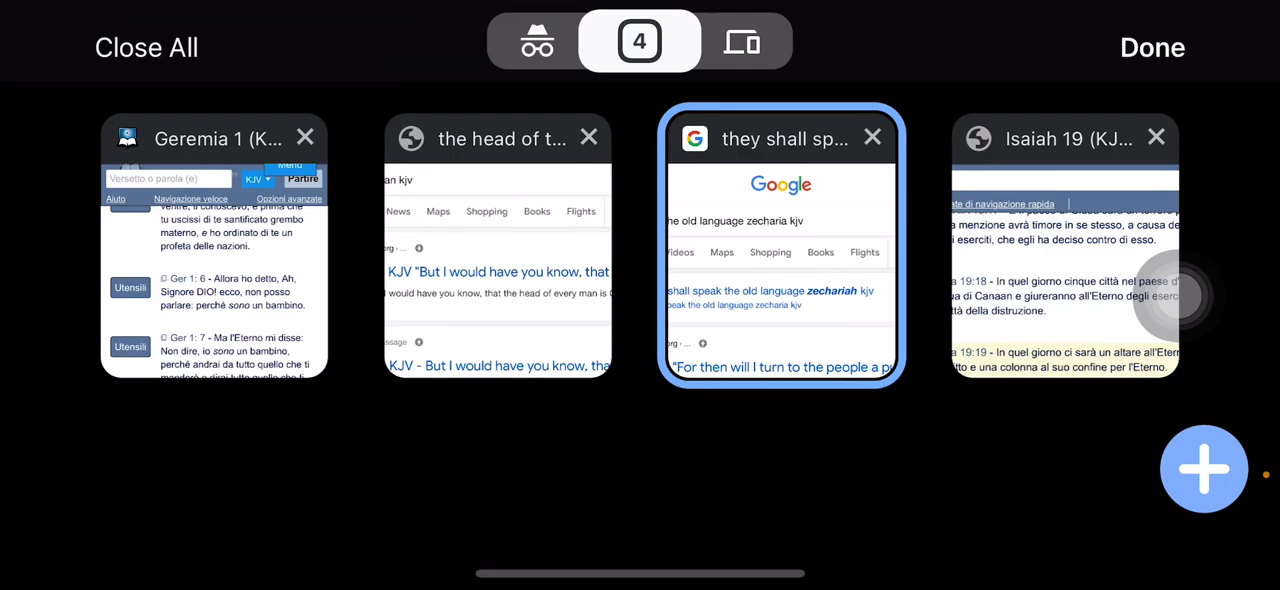 Close All
4
Done
Geremia 1 (K...
Menu
Versetto o parola (e)
KJV
Partire
Aiuto
Navigazione veloce
Opzioni avanzate
tu uscissi di te santificato grembo
materno, e ho ordinato di te un
profeta delle nazioni.
Utensili
Ger 1: 6 - Allora ho detto, Ah,
Signore DIO! ecco, non posso
parlare: perché sono un bambino.
Utensili
Ger 1: 7 - Ma l'Eterno mi disse:
Non dire, io sono un bambino,
perché andrai da tutto quello che ti
the head of t...
an kjv
News Maps Shopping Books Flights
KJV "But I would have you know, that
would have you know, that the head of every man is
ssage
KJV - But I would have you know, tha
they shall sp...
Google
he old language zecharia kjv
Maps Shopping Books Flights
shall speak the old language zechariah kjv
peak the old language zecharia kjv
org › ...
"For then will I turn to the people a
Isaiah 19 (KJ...
ate di navigazione rapida
a menzione avrà timore in se stesso, a causa de
i eserciti, che egli ha deciso contro di esso.
19:18 - In quel giorno cinque città nel paese d'
ua di Canaan e giureranno all'Eterno degli
ttà della distruzione.
19:19 - In quel giorno ci sarà un altare all'Etern
tto e una colonna al suo confine per l'Eterno.